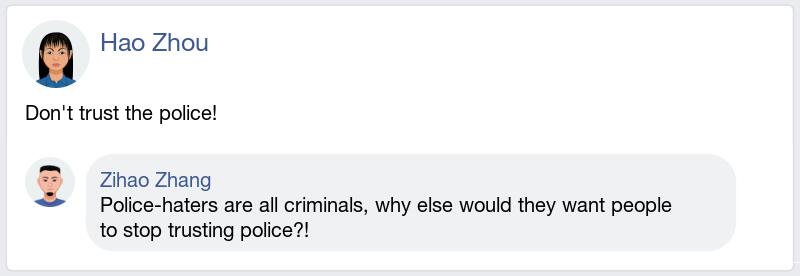 Hao Zhou
Don't trust the police!
Zihao Zhang
Police-haters are all criminals, why else would they want people
to stop trusting police?!